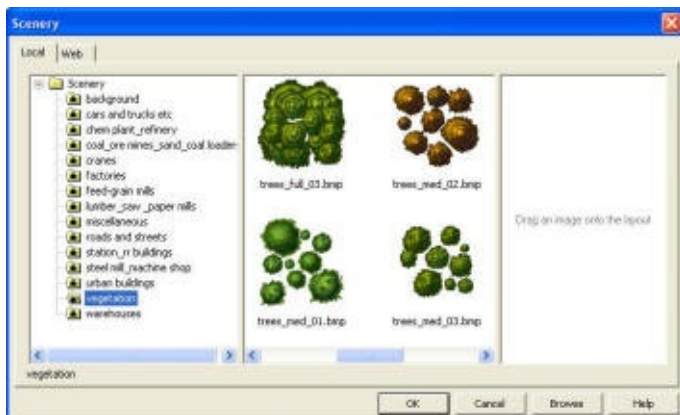 Scenery
Local
Web
Scenery
background
cars and trucks etc
chem plant_refinery
coal_ore mines_sand_coal loader
cranes
factories
feed-grain mills
lumber_saw _paper mills
miscellaneous
roads and streets
station_rr buildings
steel mill_machine shop
urban buildings
vegetation
warehouses
trees_full_03.bmp
trees_med_02.bmp
trees_med_01.bmp
trees_med_03.bmp
Drag an image onto the layout
vegetation
OK
Cancel
Browse
Help